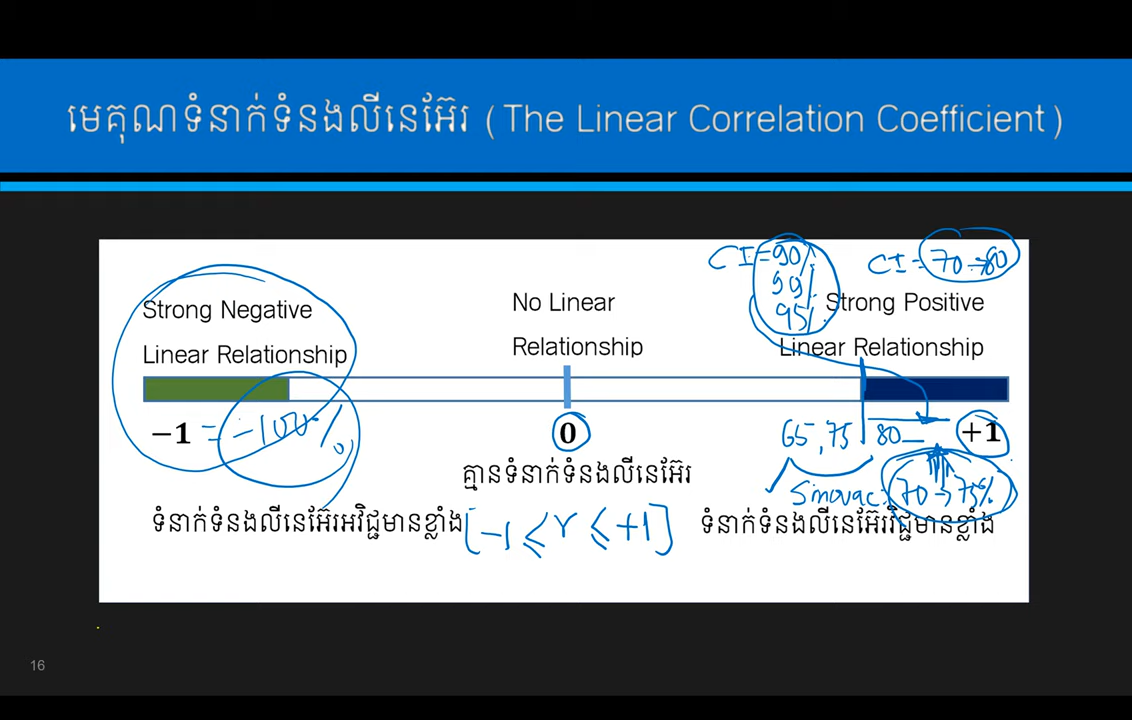 មេគុណទំនាក់ទំនងលីនេអ៊ែរ (The Linear Correlation Coefficient)
CI=90%
99%
95%
CI=70→80
Strong Negative
Linear Relationship
No Linear
Relationship
Strong Positive
Linear Relationship
−1 = -100%
0
65,75
80
+1
គ្មានទំនាក់ទំនងលីនេអ៊ែរ
Sinovac: 70→75%
ទំនាក់ទំនងលីនេអ៊ែរអវិជ្ជមានខ្លាំង
[-1 ≤ r ≤ +1]
ទំនាក់ទំនងលីនេអ៊ែរវិជ្ជមានខ្លាំង
16